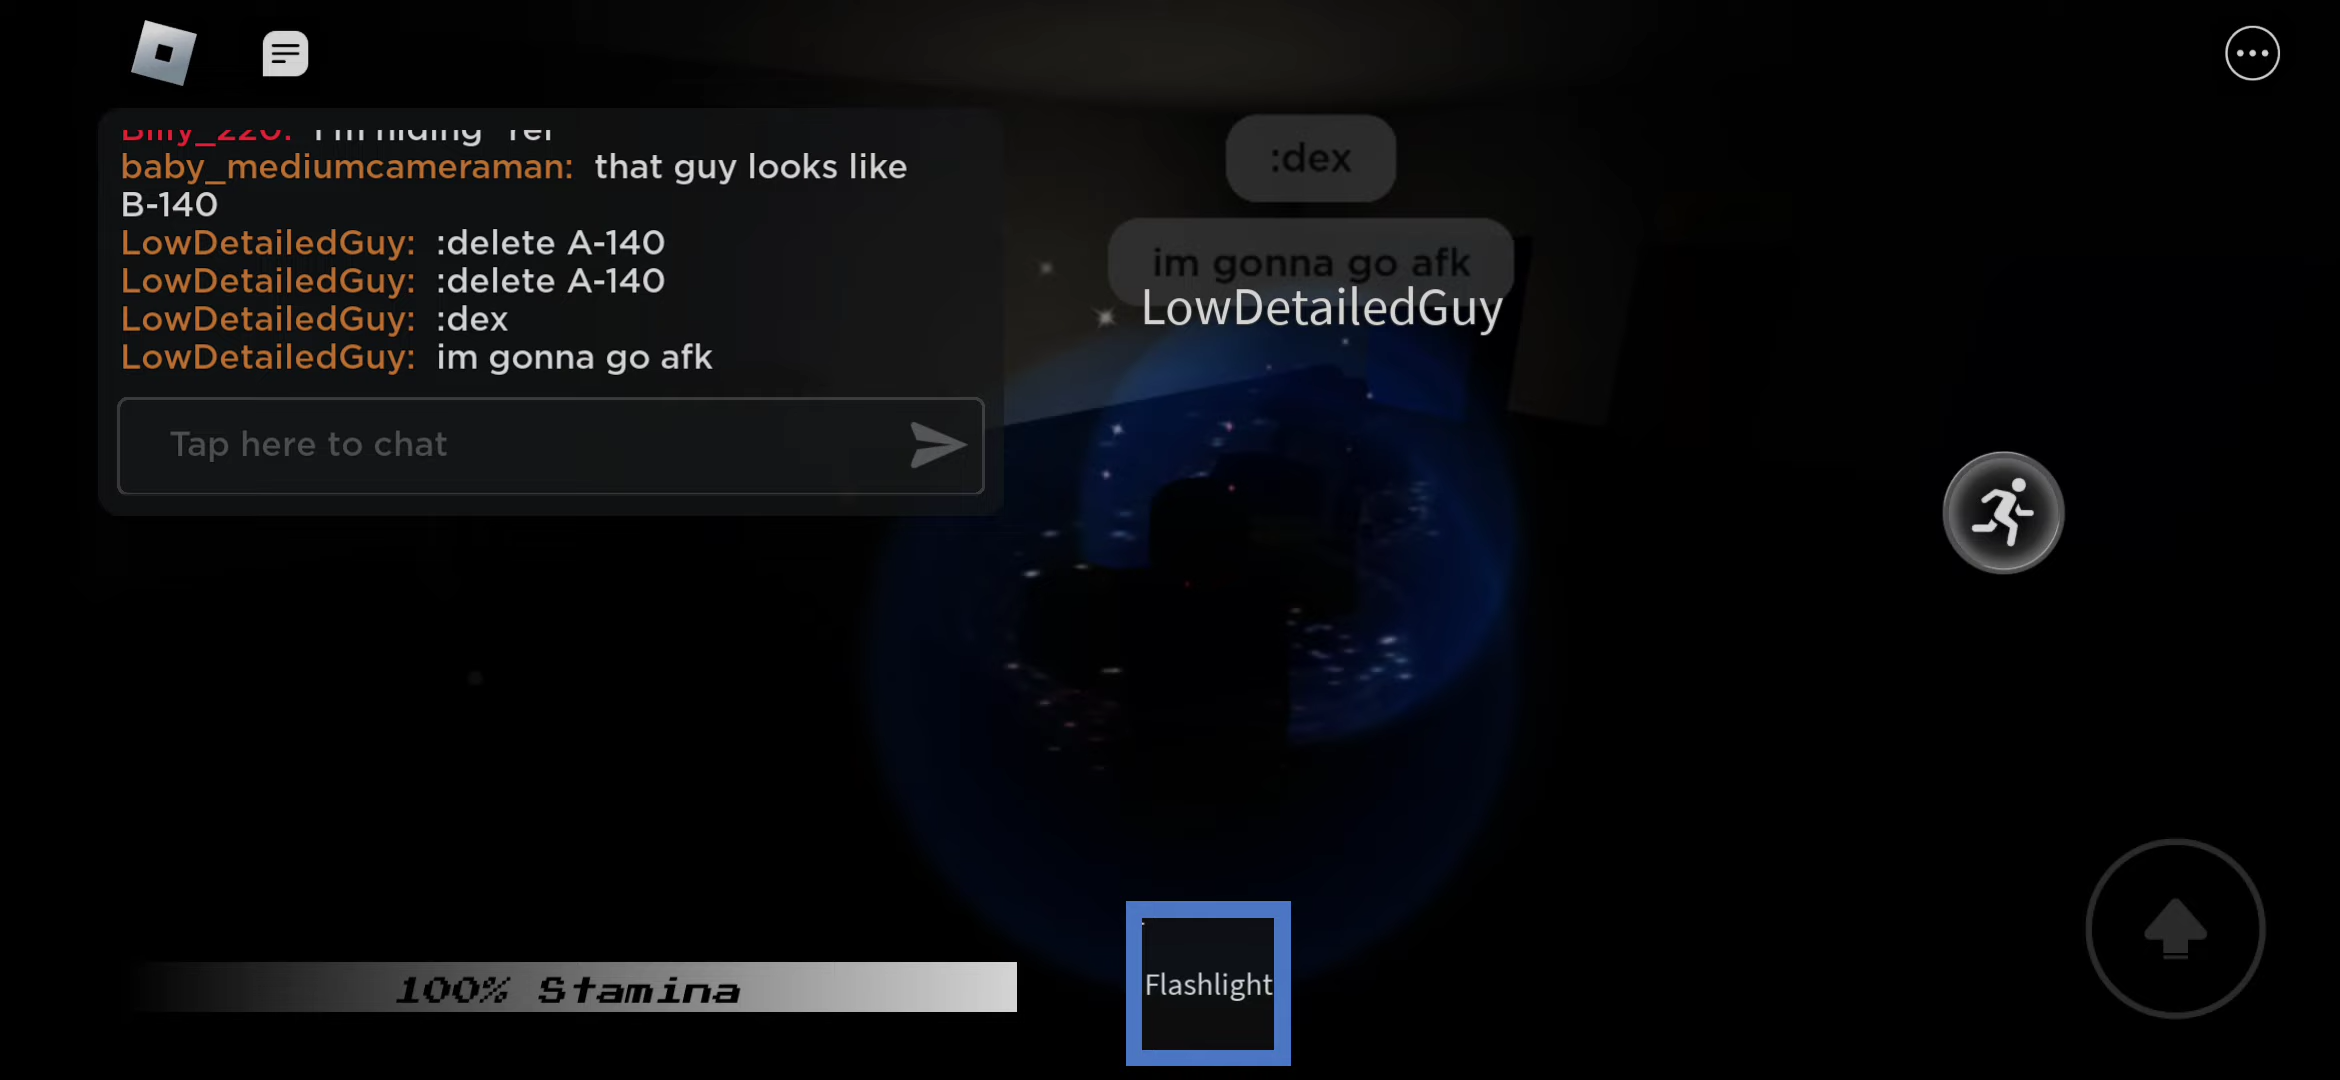 baby_mediumcameraman: that guy looks like
B-140
LowDetailedGuy: :delete A-140
LowDetailedGuy: :delete A-140
LowDetailedGuy: :dex
LowDetailedGuy: im gonna go afk
Tap here to chat
:dex
im gonna go afk
LowDetailedGuy
100% Stamina
Flashlight